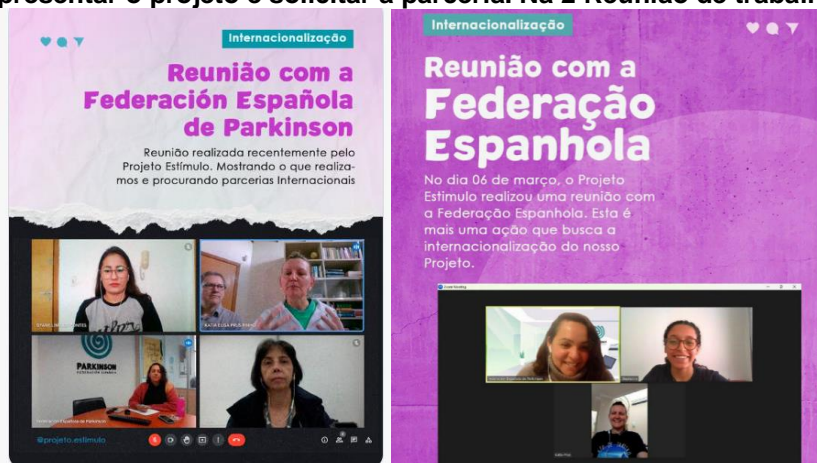 presentar o projeto e solicitar a parceria. Na 2 Reunião de trabal
Internacionalização
Reunião com a
Federación Española
de Parkinson
Reunião realizada recentemente pelo
Projeto Estímulo. Mostrando o que realiza-
mos e procurando parcerias Internacionais
PARKINSON
@projeto.estimulo
Internacionalização
Reunião com a
Federação
Espanhola
No dia 06 de março, o Projeto
Estimulo realizou uma reunião com
a Federação Espanhola. Esta é
mais uma ação que busca a
internacionalização do nosso
Projeto.